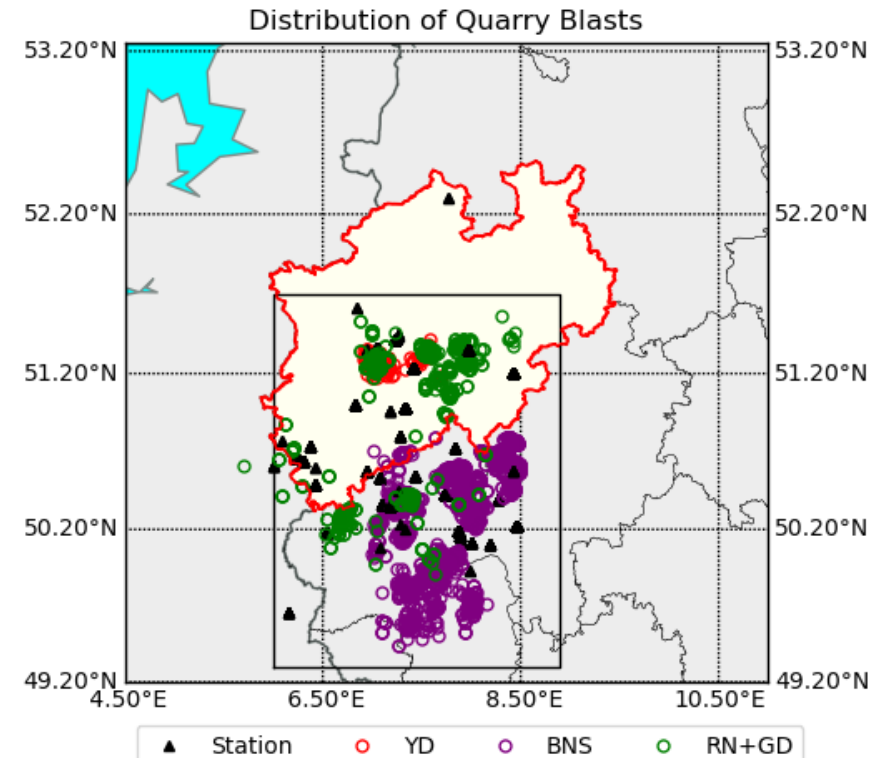 Distribution of Quarry Blasts
53.20°N 53.20°N
52.20°N 52.20°N
51.20°N 51.20°N
50.20°N 50.20°N
49.20°N 49.20°N
4.50°E 6.50°E 8.50°E 10.50°E
Station YD BNS RN+GD